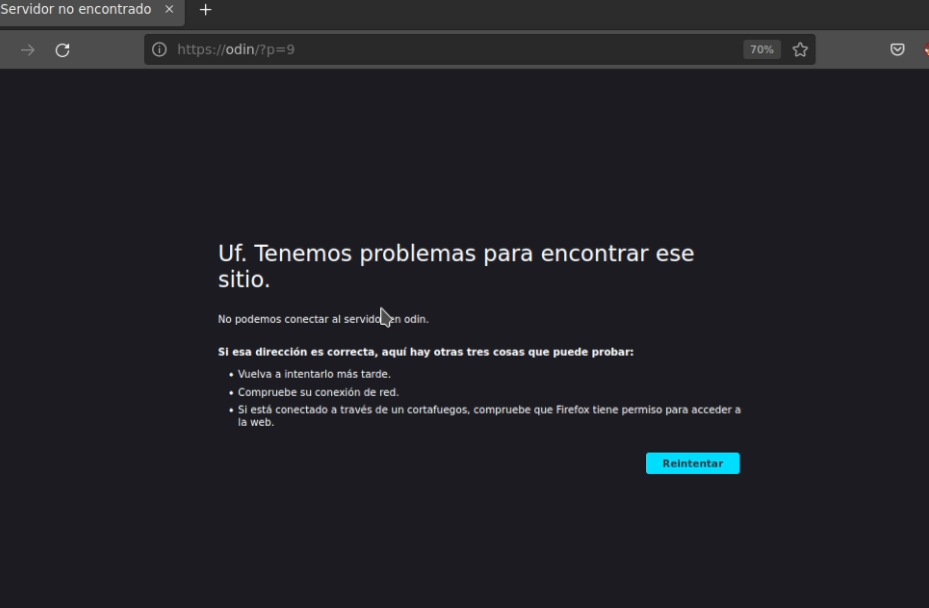 Servidor no encontrado
https://odin/?p=9
70%
Uf. Tenemos problemas para encontrar ese
sitio.
No podemos conectar al servidor en odin.
Si esa dirección es correcta, aquí hay otras tres cosas que puede probar:
• Vuelva a intentarlo más tarde.
• Compruebe su conexión de red.
• Si está conectado a través de un cortafuegos, compruebe que Firefox tiene permiso para acceder a
la web.
Reintentar